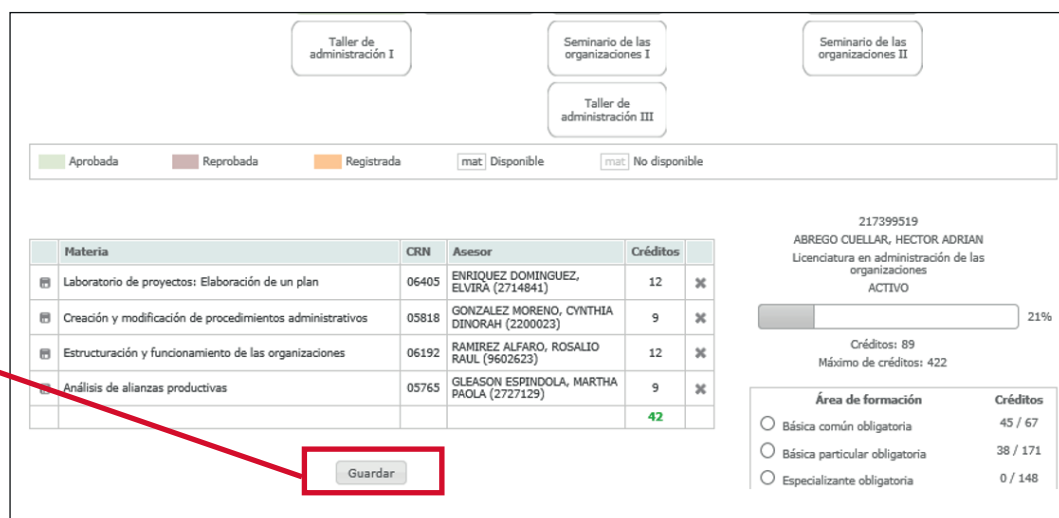 Taller de
administración I
Seminario de las
organizaciones I
Seminario de las
organizaciones II
Taller de
administración III
Aprobada Reprobada Registrada mat Disponible mat No disponible
Materia CRN Asesor Créditos
Laboratorio de proyectos: Elaboración de un plan 06405 ENRIQUEZ DOMINGUEZ,
ELVIRA (2714841) 12
Creación y modificación de procedimientos administrativos 05818 GONZALEZ MORENO, CYNTHIA
DINORAH (2200023) 9
Estructuración y funcionamiento de las organizaciones 06192 RAMIREZ ALFARO, ROSALIO
RAUL (9602623) 12
Análisis de alianzas productivas 05765 GLEASON ESPINDOLA, MARTHA
PAOLA (2727129) 9
42
Guardar
217399519
ABREGO CUELLAR, HECTOR ADRIAN
Licenciatura en administración de las
organizaciones
ACTIVO
21%
Créditos: 89
Máximo de créditos: 422
Área de formación Créditos
Básica común obligatoria 45 / 67
Básica particular obligatoria 38 / 171
Especializante obligatoria 0 / 148